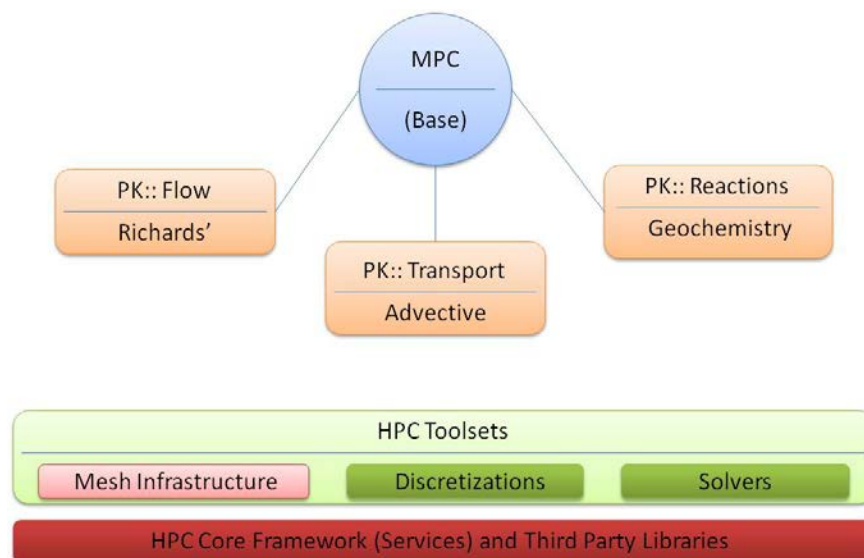 MPC
(Base)
PK:: Flow
Richards'
PK:: Transport
Advective
PK:: Reactions
Geochemistry
HPC Toolsets
Mesh Infrastructure
Discretizations
Solvers
HPC Core Framework (Services) and Third Party Libraries